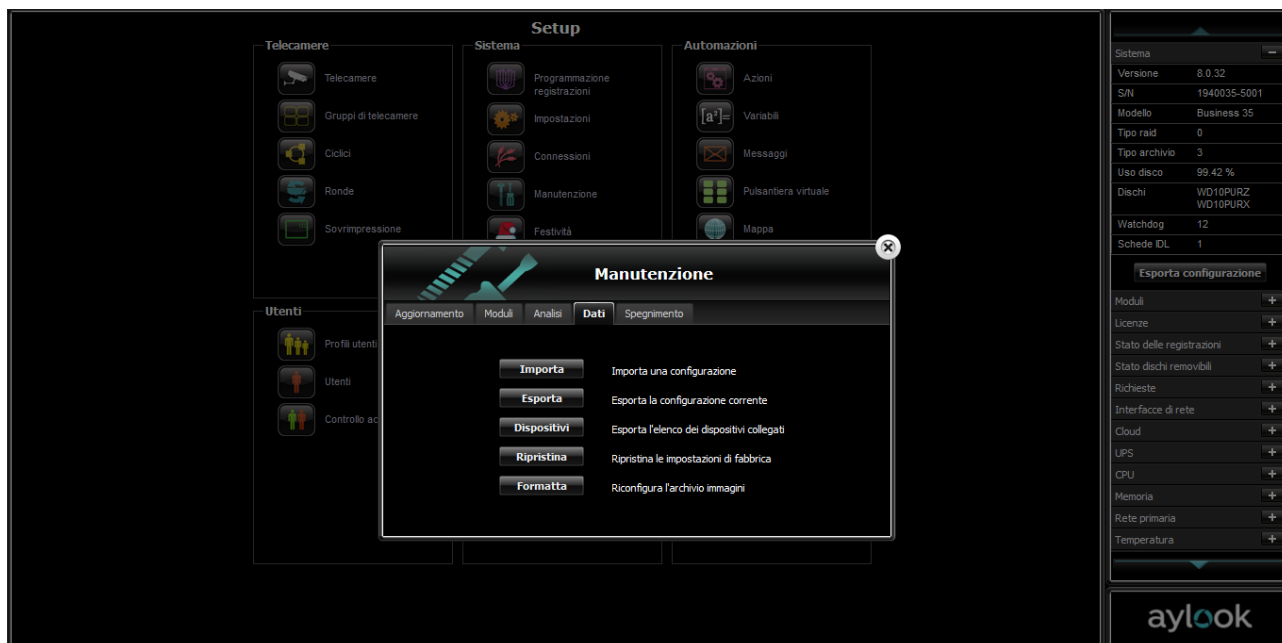 Setup
Telecamere
Telecamere
Gruppi di telecamere
Ciclici
Ronde
Sovrimpressione
Sistema
Programmazione
registrazioni
Impostazioni
Connessioni
Manutenzione
Festività
Automazioni
Azioni
[a²]=
Variabili
Messaggi
Pulsantiera virtuale
Mappa
Utenti
Profili utenti
Utenti
Controllo ac
Manutenzione
Aggiornamento Moduli Analisi Dati Spegnimento
Importa Importa una configurazione
Esporta Esporta la configurazione corrente
Dispositivi Esporta l'elenco dei dispositivi collegati
Ripristina Ripristina le impostazioni di fabbrica
Formatta Riconfigura l'archivio immagini
Sistema
Versione 8.0.32
S/N 1940035-5001
Modello Business 35
Tipo raid 0
Tipo archivio 3
Uso disco 99.42 %
Dischi WD10PURZ
WD10PURX
Watchdog 12
Schede IDL 1
Esporta configurazione
Moduli
Licenze
Stato delle registrazioni
Stato dischi removibili
Richieste
Interfacce di rete
Cloud
UPS
CPU
Memoria
Rete primaria
Temperatura
aylook